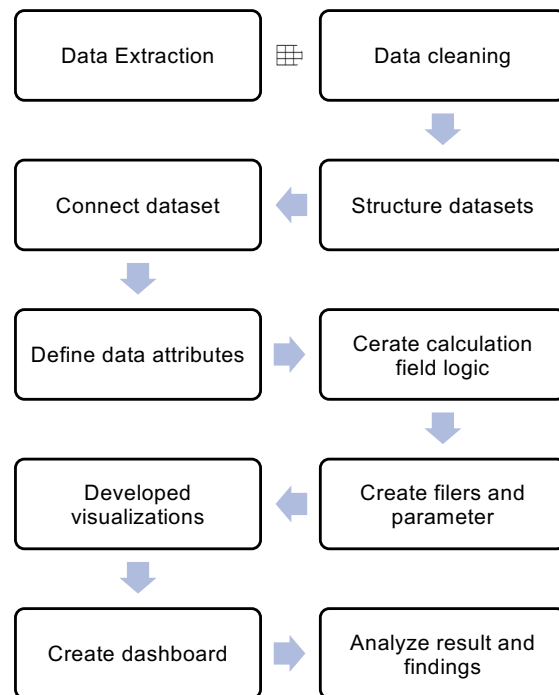 Data Extraction
Data cleaning
Connect dataset
Structure datasets
Define data attributes
Cerate calculation
field logic
Developed
visualizations
Create filers and
parameter
Create dashboard
Analyze result and
findings